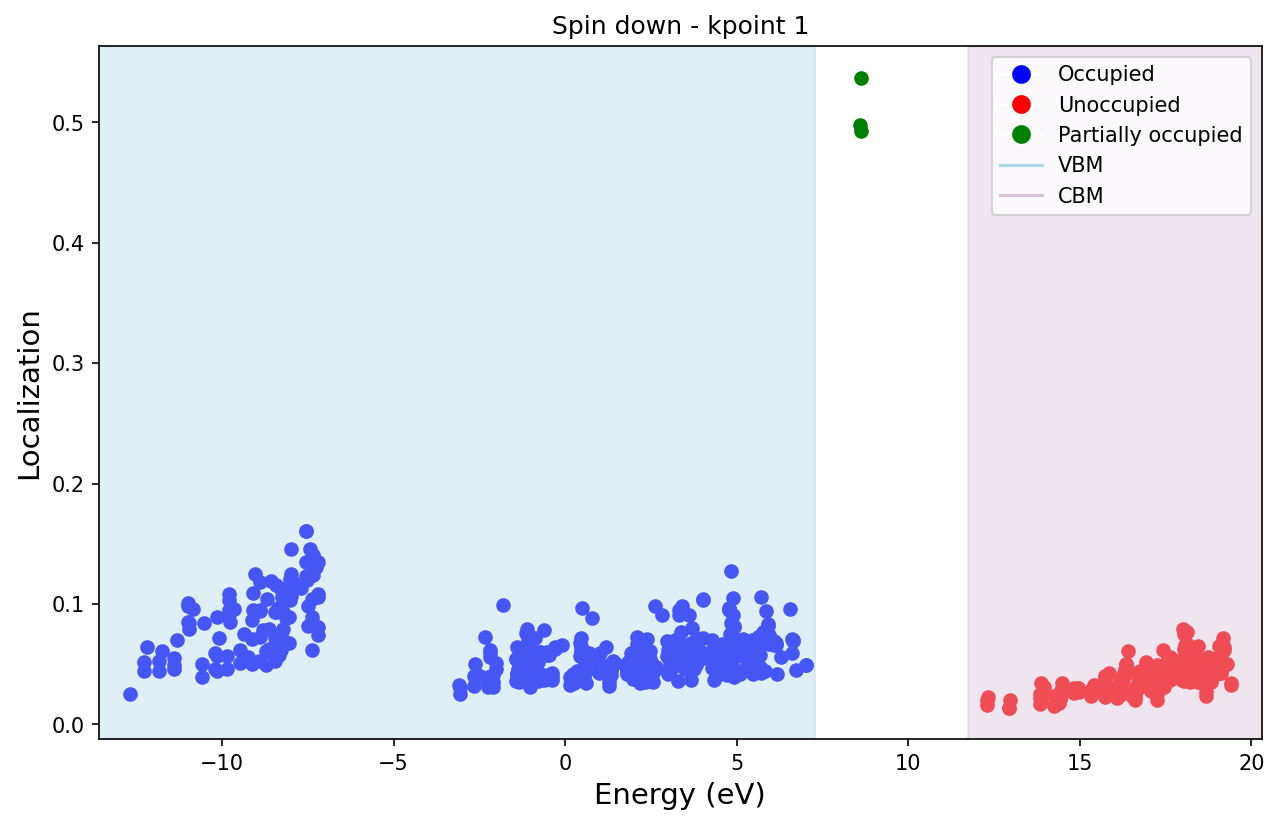 Spin down - kpoint 1
Localization
0.5
0.4
0.3
0.2
0.1
0.0
Occupied
Unoccupied
Partially occupied
VBM
CBM
−10
−5
0
5
10
15
20
Energy (eV)